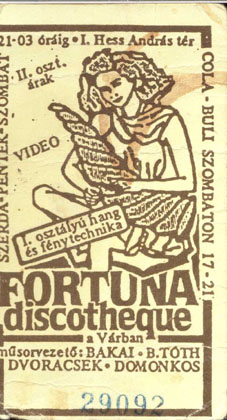 21-03 óráig • I. Hess András tér
II. oszt.
árak
VIDEO
SZERDA • PÉNTEK • SZOMBAT
COLA - BULI SZOMBATON 17-21
I. osztályú hang
és fénytechnika
FORTUNA
discotheque
a Várban
műsorvezető: BAKAI • B.TÓTH
DVORACSEK • DOMONKOS
29092